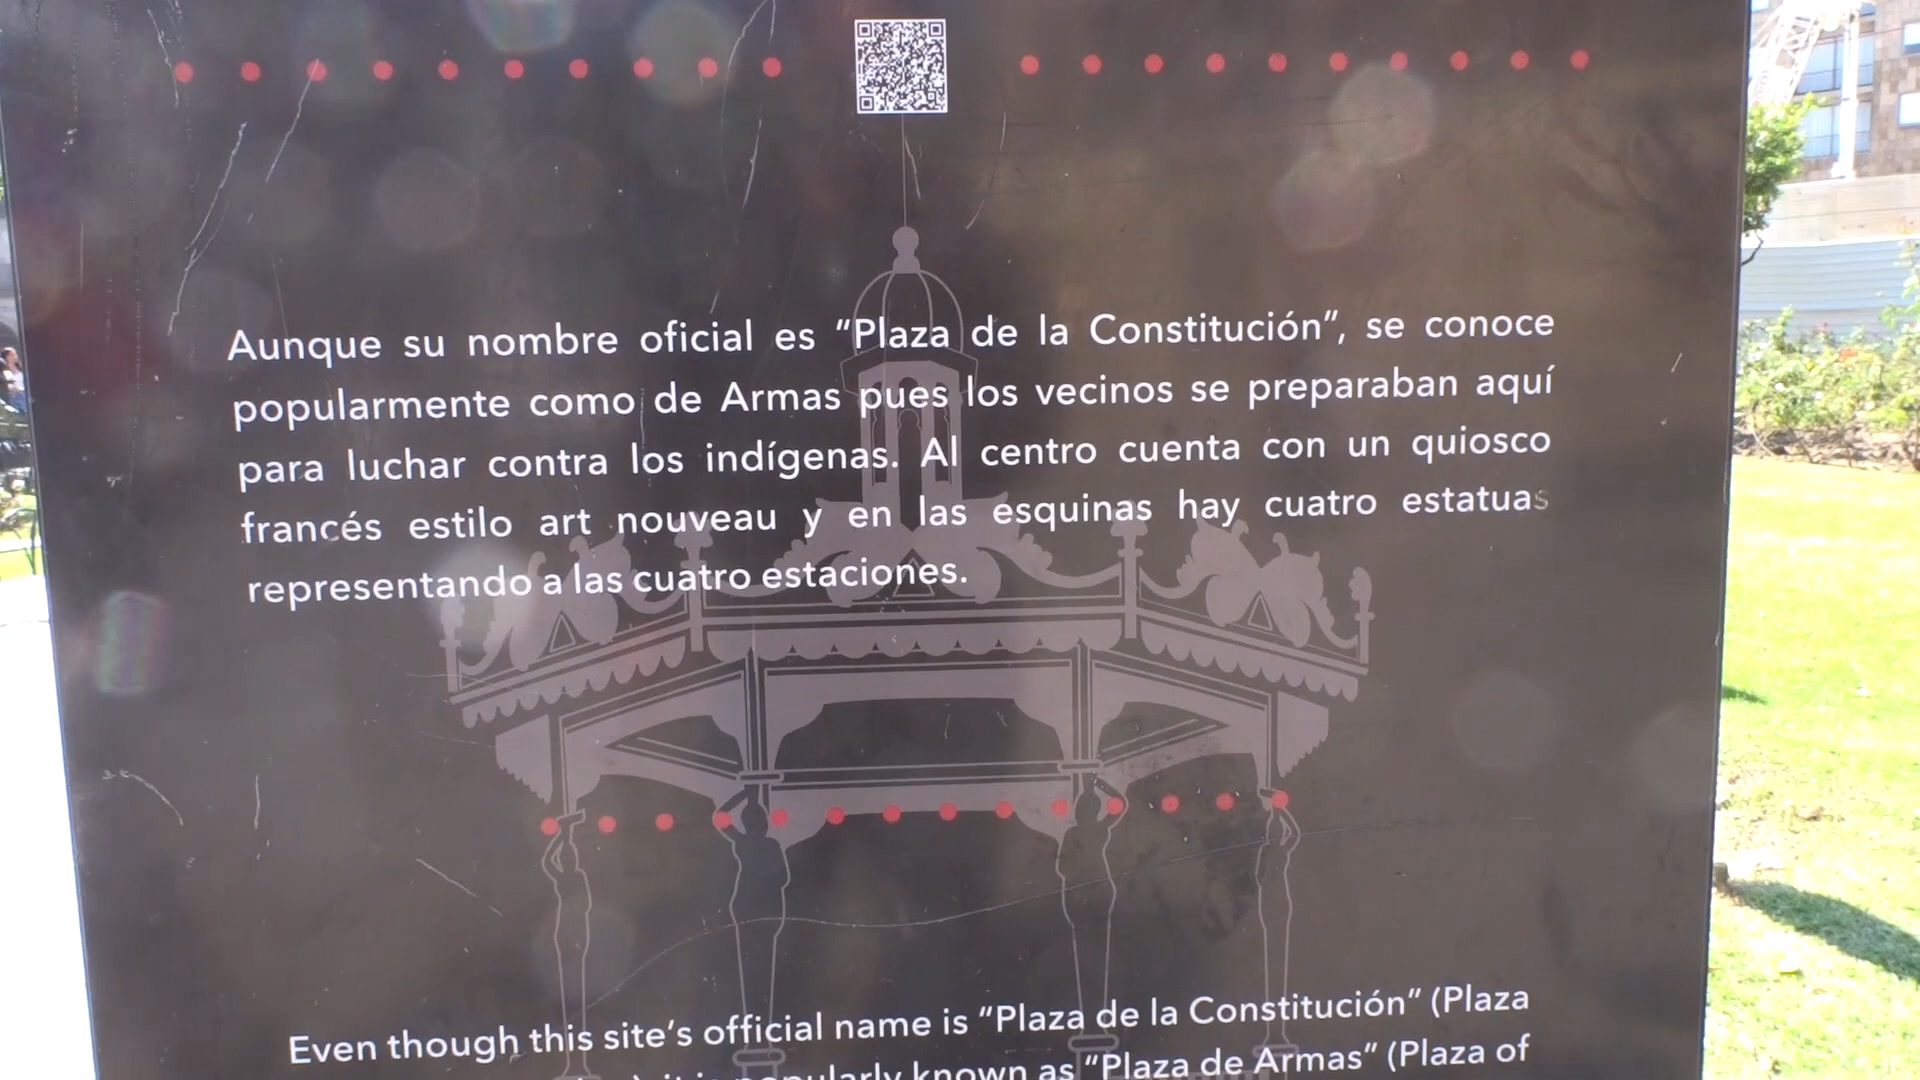 Aunque su nombre oficial es “Plaza de la Constitución”, se conoce
popularmente como de Armas pues los vecinos se preparaban aquí
para luchar contra los indígenas. Al centro cuenta con un quiosco
francés estilo art nouveau y en las esquinas hay cuatro estatuas
representando a las cuatro estaciones.
Even though this site’s official name is “Plaza de la Constitución” (Plaza
it is popularly known as “Plaza de Armas” (Plaza of